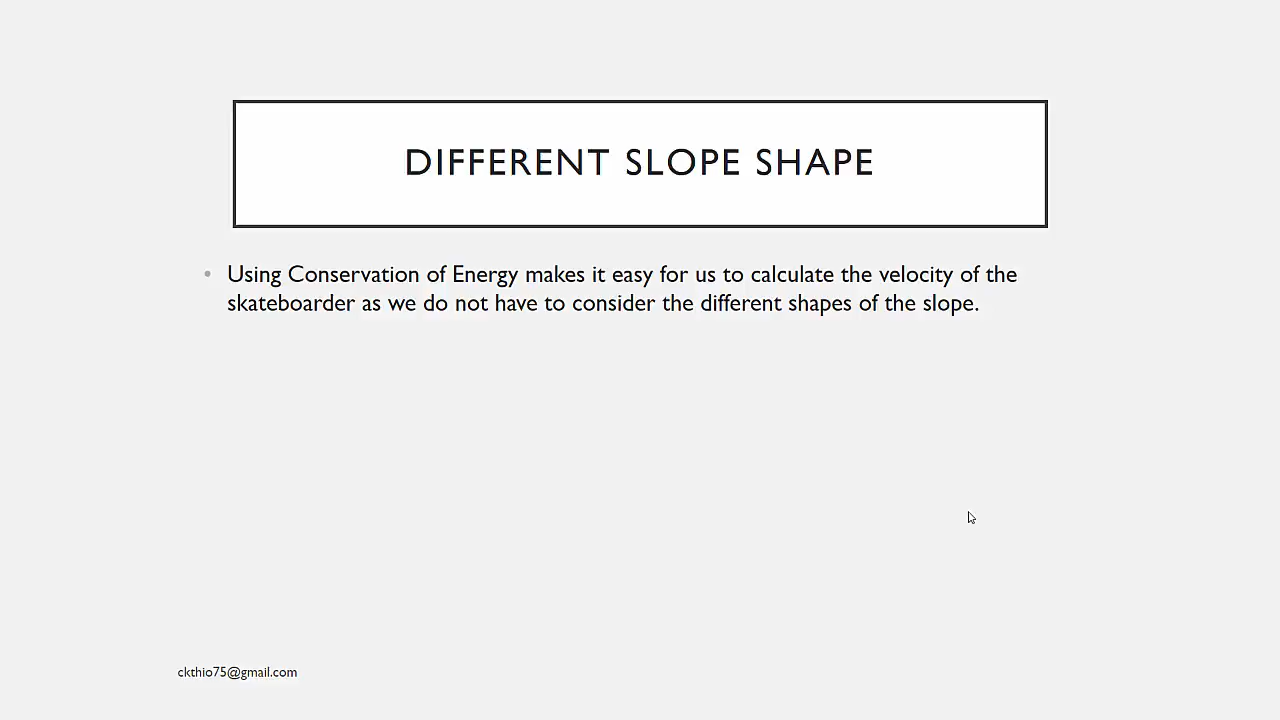 DIFFERENT SLOPE SHAPE
• Using Conservation of Energy makes it easy for us to calculate the velocity of the
skateboarder as we do not have to consider the different shapes of the slope.
ckthio75@gmail.com